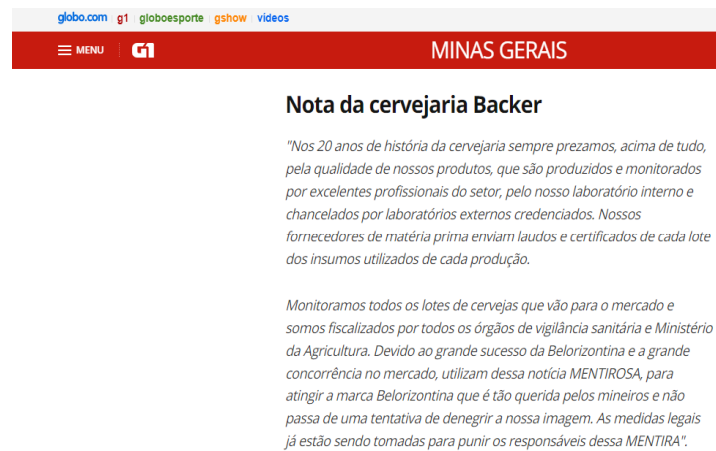 globo.com g1 globoesporte gshow vídeos
MENU G1 MINAS GERAIS
Nota da cervejaria Backer
"Nos 20 anos de história da cervejaria sempre prezamos, acima de tudo,
pela qualidade de nossos produtos, que são produzidos e monitorados
por excelentes profissionais do setor, pelo nosso laboratório interno e
chancelados por laboratórios externos credenciados. Nossos
fornecedores de matéria prima enviam laudos e certificados de cada lote
dos insumos utilizados de cada produção.
Monitoramos todos os lotes de cervejas que vão para o mercado e
somos fiscalizados por todos os órgãos de vigilância sanitária e Ministério
da Agricultura. Devido ao grande sucesso da Belorizontina e a grande
concorrência no mercado, utilizam dessa notícia MENTIROSA, para
atingir a marca Belorizontina que é tão querida pelos mineiros e não
passa de uma tentativa de denegrir a nossa imagem. As medidas legais
já estão sendo tomadas para punir os responsáveis dessa MENTIRA".